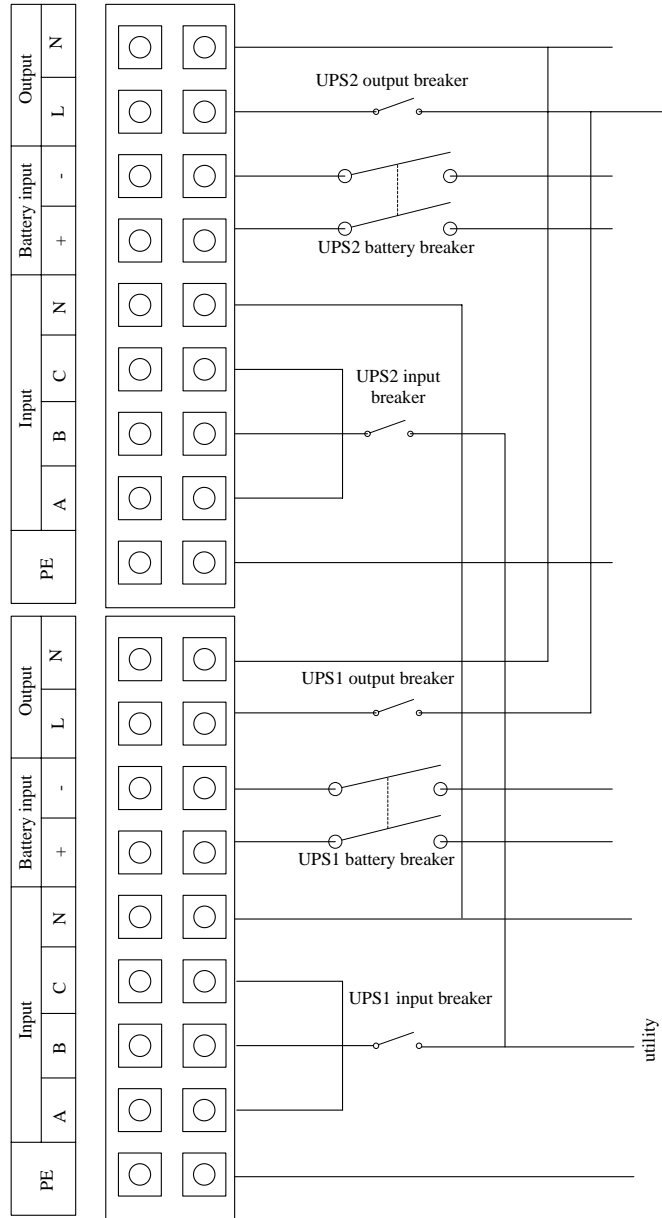 Output
N
L
UPS2 output breaker
Battery input
-
+
UPS2 battery breaker
Input
N
C
B
A
UPS2 input
breaker
PE
Output
N
L
UPS1 output breaker
Battery input
-
+
UPS1 battery breaker
Input
N
C
B
A
UPS1 input breaker
utility
PE